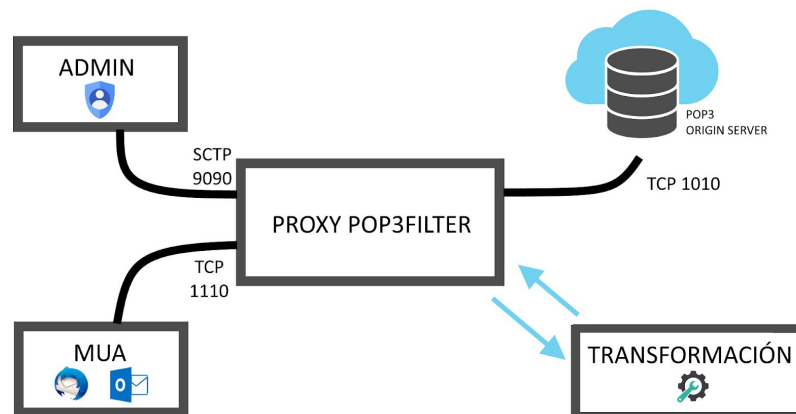 ADMIN
POP3
ORIGIN SERVER
SCTP
9090
TCP 1010
PROXY POP3FILTER
TCP
1110
MUA
TRANSFORMACIÓN